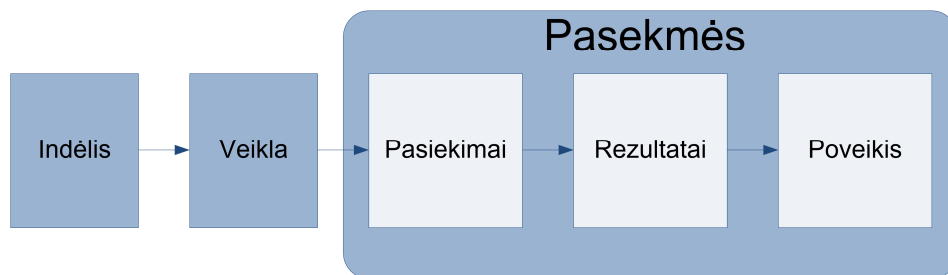 Pasekmės
Indėlis
Veikla
Pasiekimai
Rezultatai
Poveikis